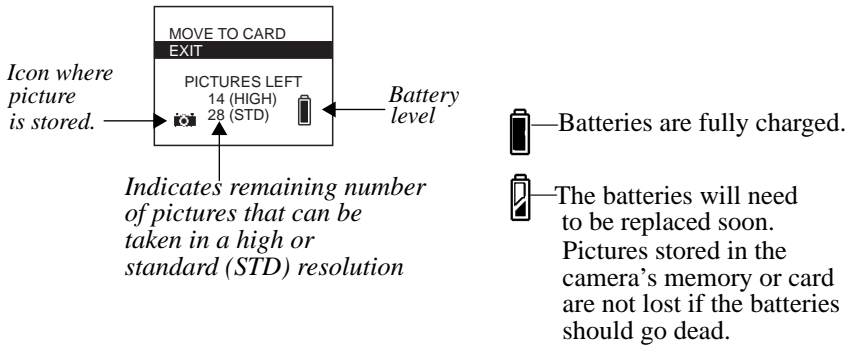 MOVE TO CARD
EXIT
PICTURES LEFT
14 (HIGH)
28 (STD)
Icon where
picture
is stored.
Battery
level
Indicates remaining number
of pictures that can be
taken in a high or
standard (STD) resolution
Batteries are fully charged.
The batteries will need
to be replaced soon.
Pictures stored in the
camera's memory or card
are not lost if the batteries
should go dead.